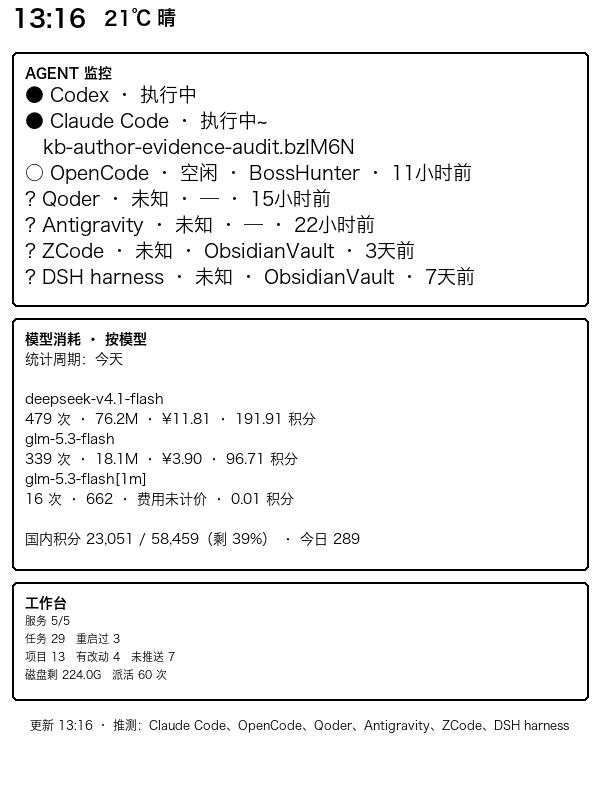 13:16 21℃ 晴
AGENT 监控
● Codex · 执行中
● Claude Code · 执行中~
kb-author-evidence-audit.bzIM6N
○ OpenCode · 空闲 · BossHunter · 11小时前
? Qoder · 未知 · — · 15小时前
? Antigravity · 未知 · — · 22小时前
? ZCode · 未知 · ObsidianVault · 3天前
? DSH harness · 未知 · ObsidianVault · 7天前
模型消耗 · 按模型
统计周期：今天
deepseek-v4.1-flash
479 次 · 76.2M · ¥11.81 · 191.91 积分
glm-5.3-flash
339 次 · 18.1M · ¥3.90 · 96.71 积分
glm-5.3-flash[1m]
16 次 · 662 · 费用未计价 · 0.01 积分
国内积分 23,051 / 58,459（剩 39%） · 今日 289
工作台
服务 5/5
任务 29 重启过 3
项目 13 有改动 4 未推送 7
磁盘剩 224.0G 派活 60 次
更新 13:16 · 推测：Claude Code、OpenCode、Qoder、Antigravity、ZCode、DSH harness